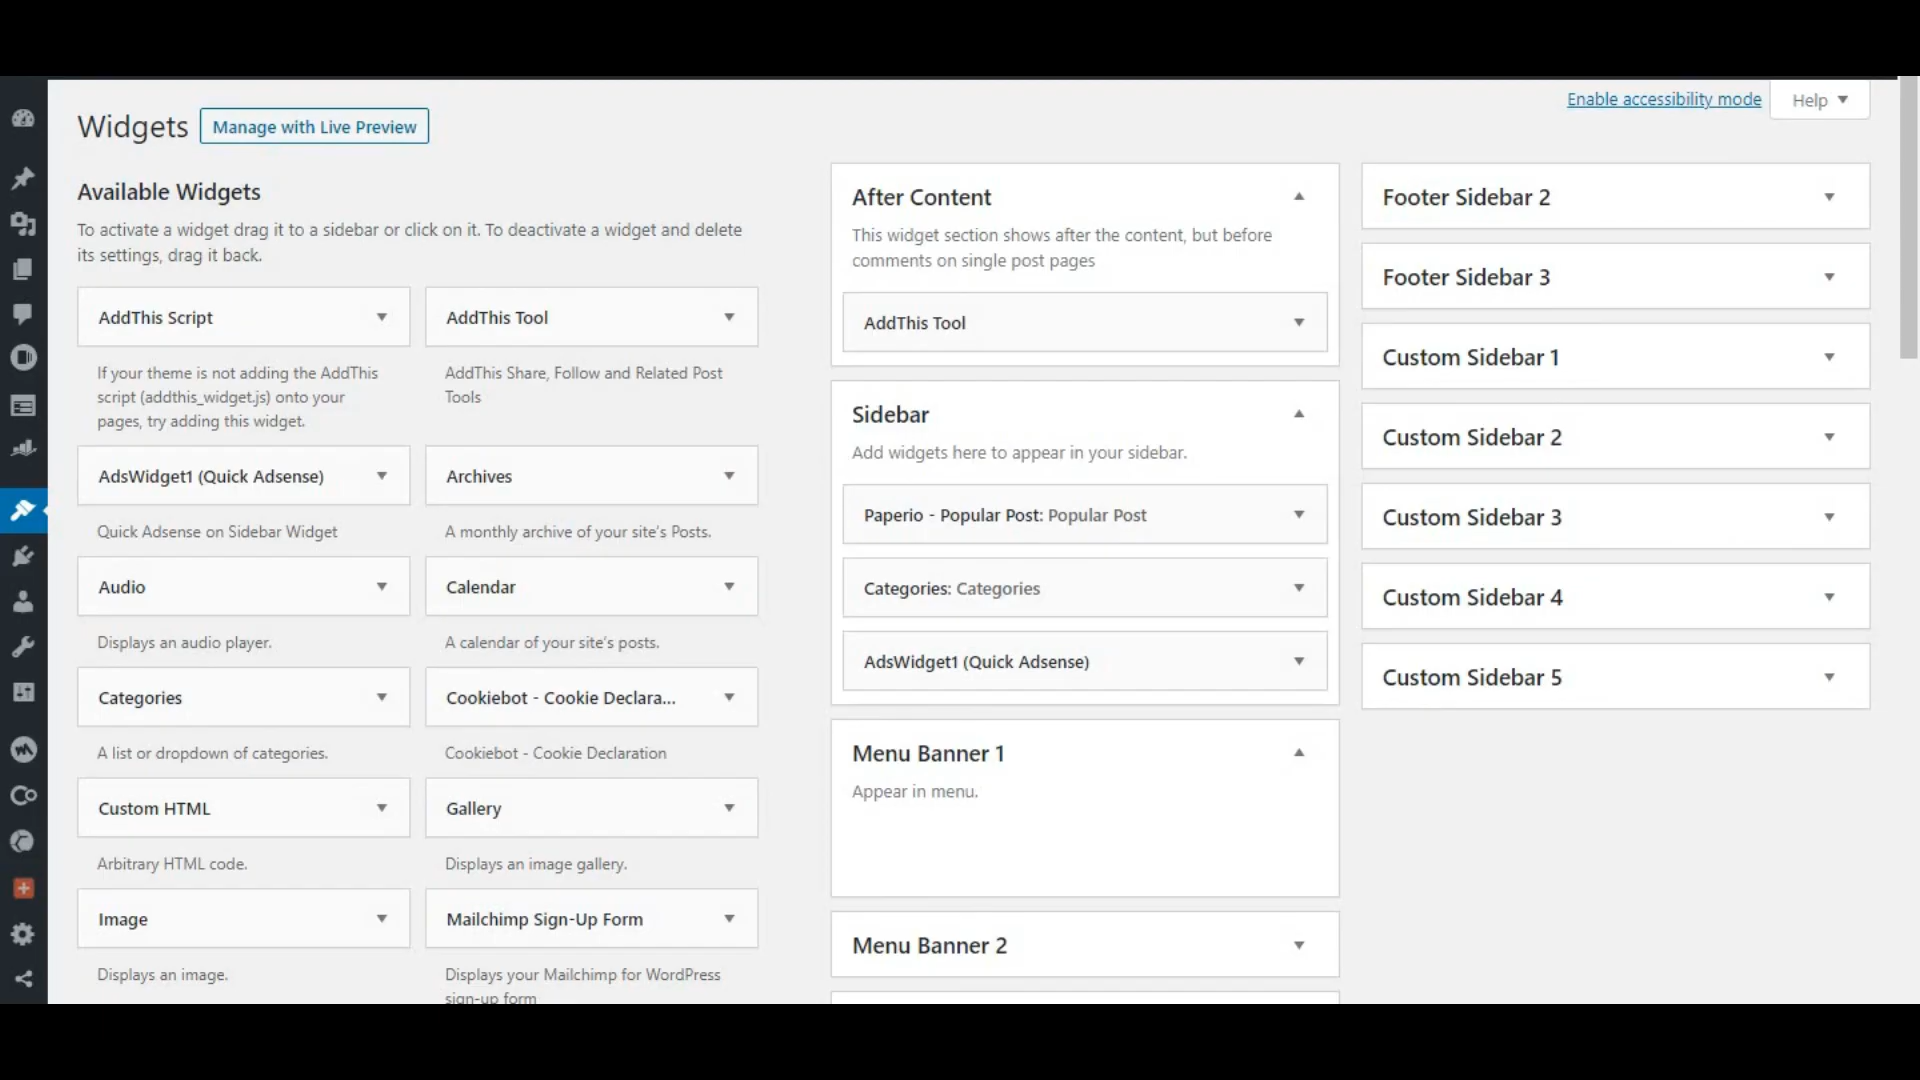 Enable accessibility mode
Help
Widgets
Manage with Live Preview
Available Widgets
To activate a widget drag it to a sidebar or click on it. To deactivate a widget and delete
its settings, drag it back.
AddThis Script
AddThis Tool
If your theme is not adding the AddThis
script (addthis_widget.js) onto your
pages, try adding this widget.
AddThis Share, Follow and Related Post
Tools
AdsWidget1 (Quick Adsense)
Archives
Quick Adsense on Sidebar Widget
A monthly archive of your site's Posts.
Audio
Calendar
Displays an audio player.
A calendar of your site's posts.
Categories
Cookiebot - Cookie Declara...
A list or dropdown of categories.
Cookiebot - Cookie Declaration
Custom HTML
Gallery
Arbitrary HTML code.
Displays an image gallery.
Image
Mailchimp Sign-Up Form
Displays an image.
Displays your Mailchimp for WordPress
sign-up form
After Content
This widget section shows after the content, but before
comments on single post pages
AddThis Tool
Sidebar
Add widgets here to appear in your sidebar.
Paperio - Popular Post: Popular Post
Categories: Categories
AdsWidget1 (Quick Adsense)
Menu Banner 1
Appear in menu.
Menu Banner 2
Footer Sidebar 2
Footer Sidebar 3
Custom Sidebar 1
Custom Sidebar 2
Custom Sidebar 3
Custom Sidebar 4
Custom Sidebar 5